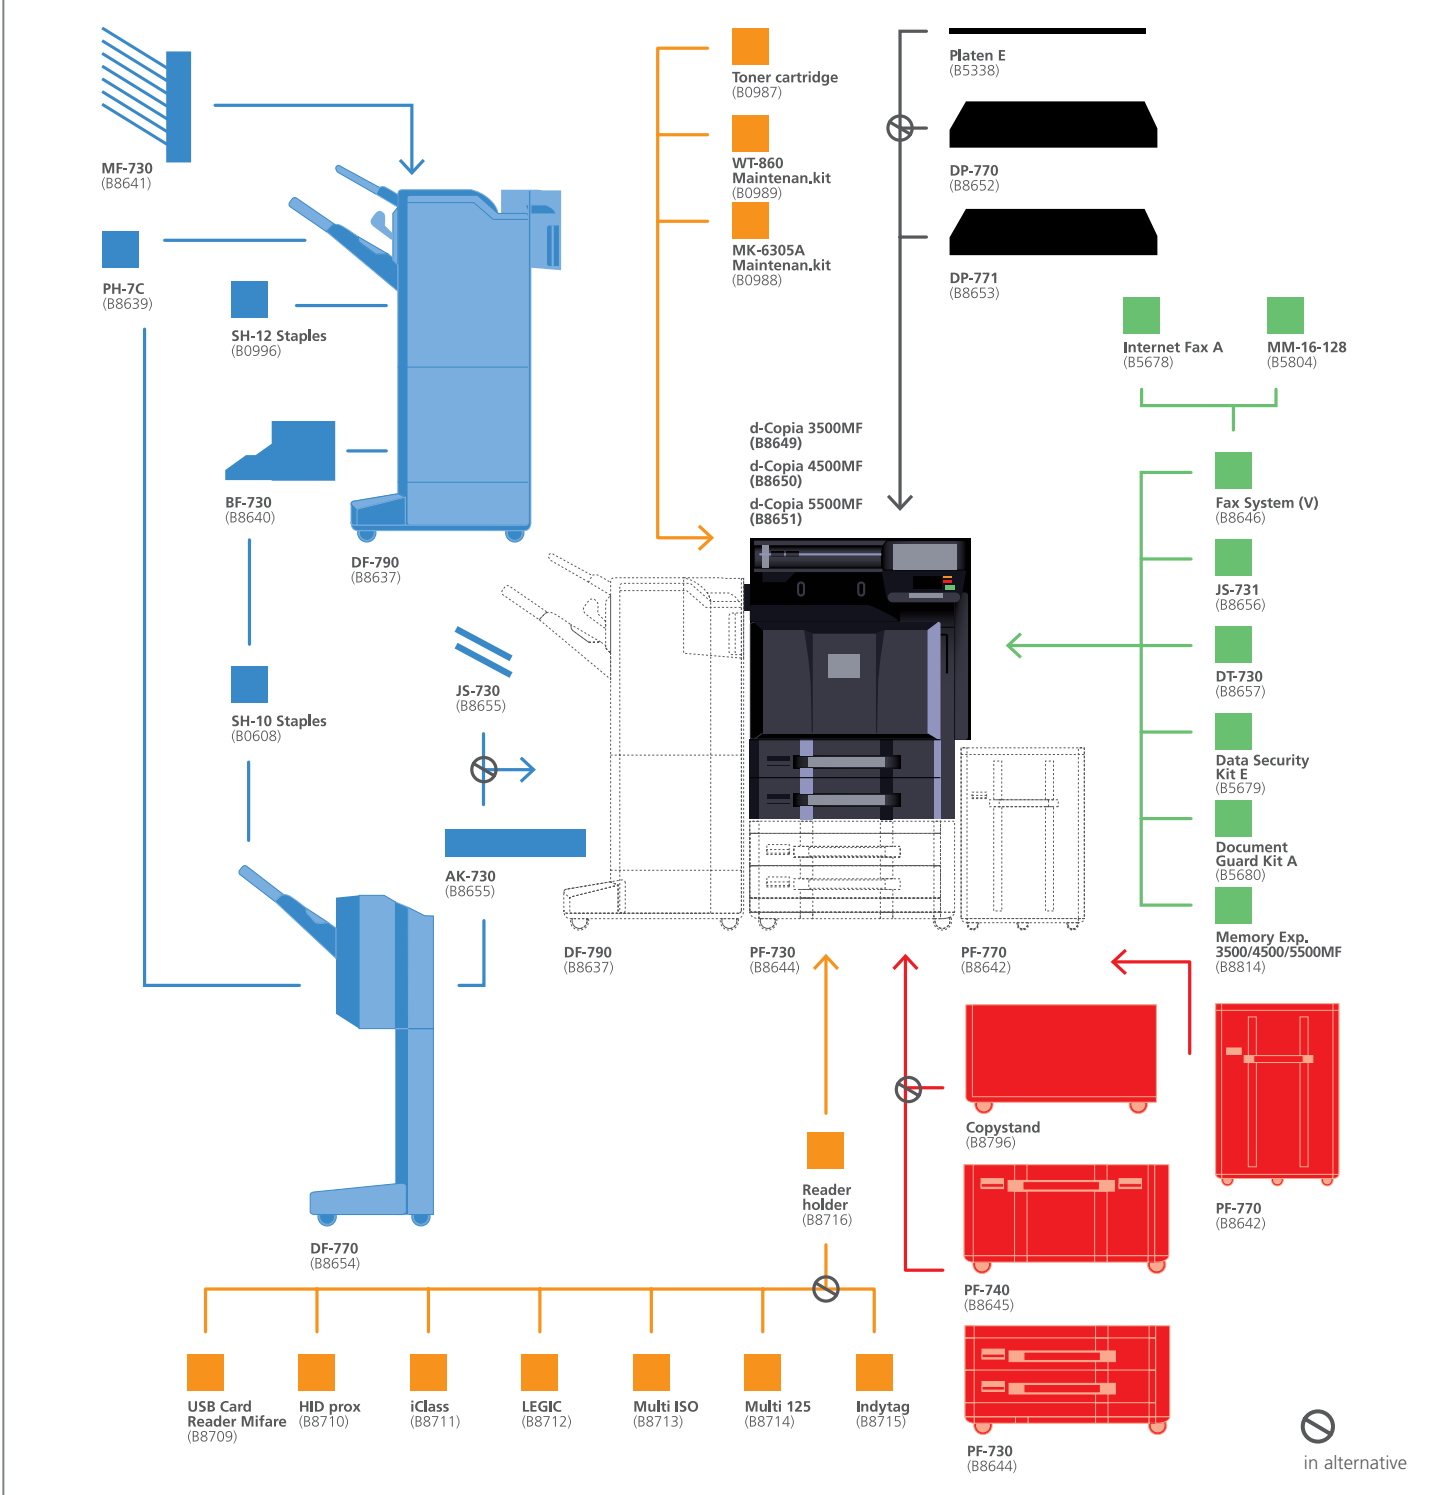 MF-730
(B8641)
PH-7C
(B8639)
SH-12 Staples
(B0996)
BF-730
(B8640)
DF-790
(B8637)
SH-10 Staples
(B0608)
JS-730
(B8655)
AK-730
(B8655)
DF-770
(B8654)
Toner cartridge
(B0987)
WT-860
Maintenan.kit
(B0989)
MK-6305A
Maintenan.kit
(B0988)
Platen E
(B5338)
DP-770
(B8652)
DP-771
(B8653)
d-Copia 3500MF
(B8649)
d-Copia 4500MF
(B8650)
d-Copia 5500MF
(B8651)
Internet Fax A
(B5678)
MM-16-128
(B5804)
Fax System (V)
(B8646)
JS-731
(B8656)
DT-730
(B8657)
Data Security
Kit E
(B5679)
Document
Guard Kit A
(B5680)
Memory Exp.
3500/4500/5500MF
(B8814)
DF-790
(B8637)
PF-730
(B8644)
PF-770
(B8642)
Copystand
(B8796)
PF-770
(B8642)
PF-740
(B8645)
PF-730
(B8644)
Reader
holder
(B8716)
USB Card
Reader Mifare
(B8709)
HID prox
(B8710)
iClass
(B8711)
LEGIC
(B8712)
Multi ISO
(B8713)
Multi 125
(B8714)
Indytag
(B8715)
in alternative